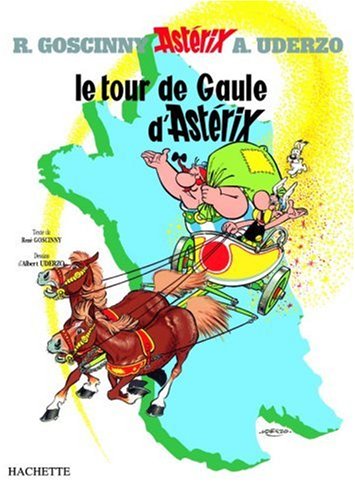 R. GOSCINNY Astérix A. UDERZO
le tour de Gaule
d'Astérix
Texte de
René GOSCINNY
Dessins
d'Albert UDERZO
UDERZO
HACHETTE